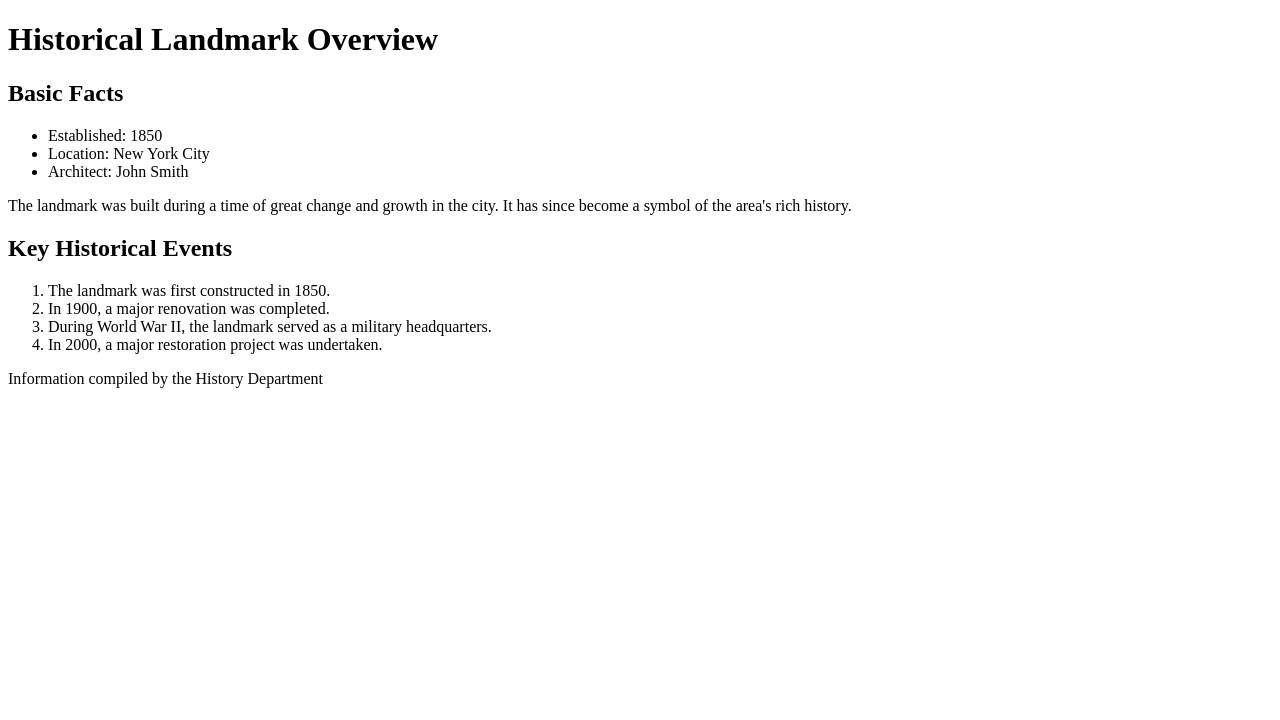 Historical Landmark Overview
Basic Facts
• Established: 1850
• Location: New York City
• Architect: John Smith
The landmark was built during a time of great change and growth in the city. It has since become a symbol of the area's rich history.
Key Historical Events
1. The landmark was first constructed in 1850.
2. In 1900, a major renovation was completed.
3. During World War II, the landmark served as a military headquarters.
4. In 2000, a major restoration project was undertaken.
Information compiled by the History Department